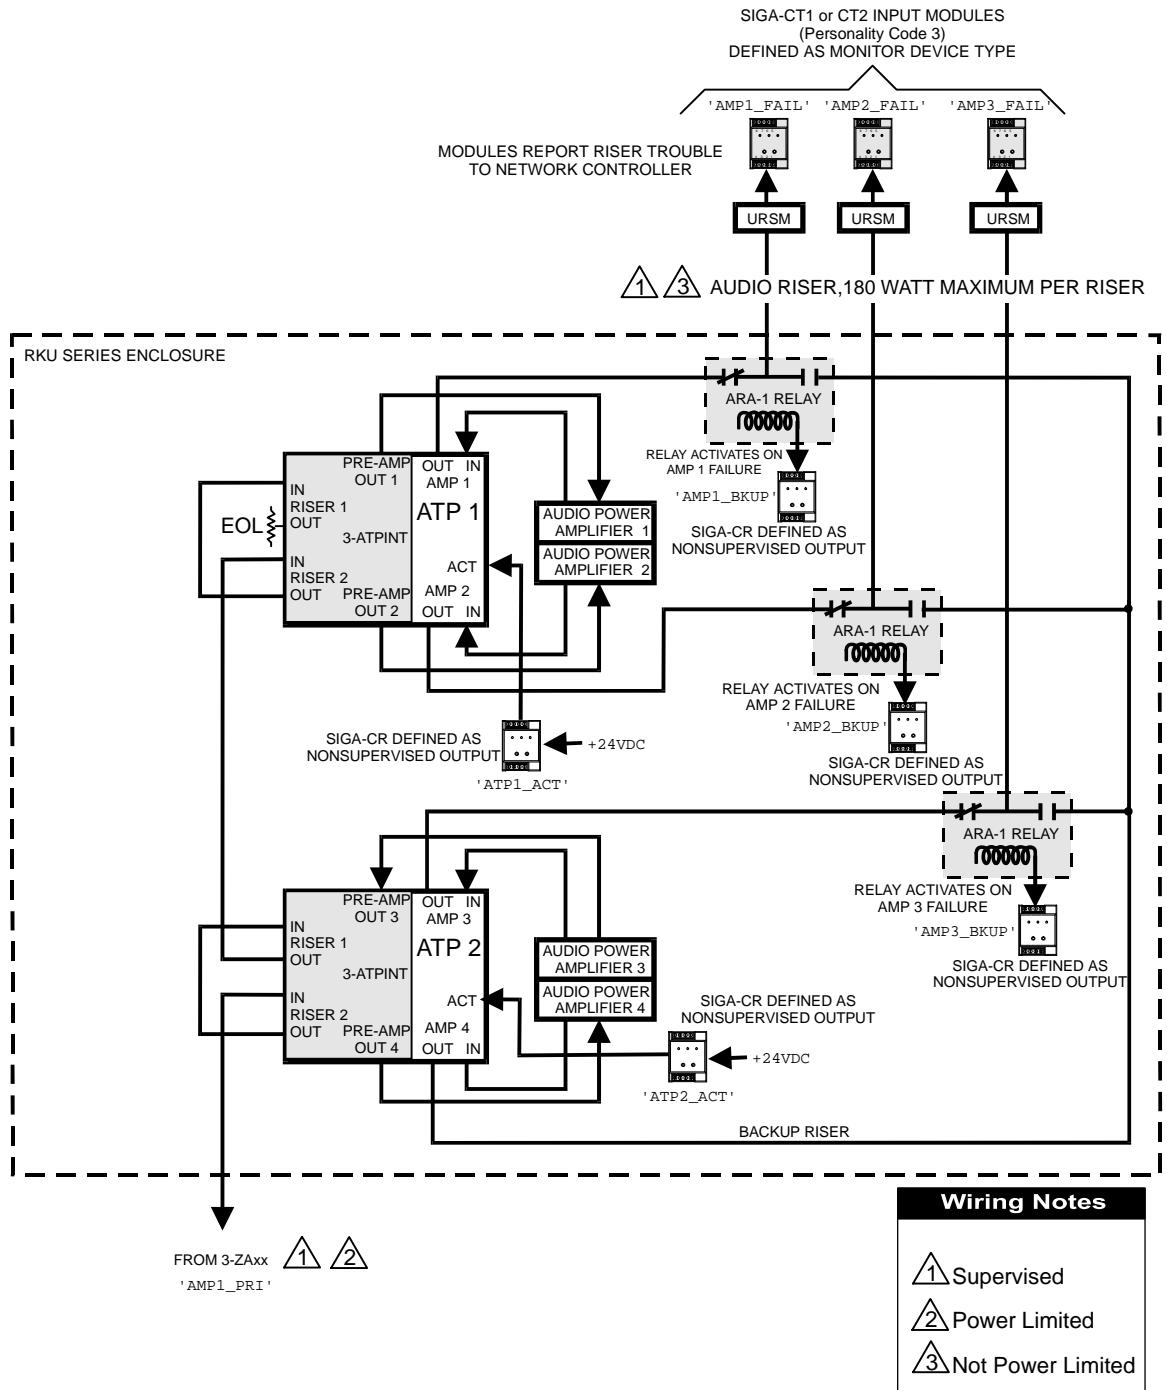 SIGA-CT1 or CT2 INPUT MODULES
(Personality Code 3)
DEFINED AS MONITOR DEVICE TYPE
'AMP1_FAIL' 'AMP2_FAIL' 'AMP3_FAIL'
MODULES REPORT RISER TROUBLE
TO NETWORK CONTROLLER
URSM URSM URSM
1 3 AUDIO RISER,180 WATT MAXIMUM PER RISER
RKU SERIES ENCLOSURE
ARA-1 RELAY
RELAY ACTIVATES ON
AMP 1 FAILURE
'AMP1_BKUP'
SIGA-CR DEFINED AS
NONSUPERVISED OUTPUT
PRE-AMP
OUT 1
OUT IN
AMP 1
ATP 1
IN
RISER 1
OUT
EOL
3-ATPINT
IN
RISER 2
OUT
PRE-AMP
OUT 2
ACT
AMP 2
OUT IN
AUDIO POWER
AMPLIFIER 1
AUDIO POWER
AMPLIFIER 2
ARA-1 RELAY
RELAY ACTIVATES ON
AMP 2 FAILURE
'AMP2_BKUP'
SIGA-CR DEFINED AS
NONSUPERVISED OUTPUT
SIGA-CR DEFINED AS
NONSUPERVISED OUTPUT
+24VDC
'ATP1_ACT'
ARA-1 RELAY
RELAY ACTIVATES ON
AMP 3 FAILURE
'AMP3_BKUP'
SIGA-CR DEFINED AS
NONSUPERVISED OUTPUT
PRE-AMP
OUT 3
OUT IN
AMP 3
ATP 2
IN
RISER 1
OUT
3-ATPINT
IN
RISER 2
OUT
PRE-AMP
OUT 4
ACT
AMP 4
OUT IN
AUDIO POWER
AMPLIFIER 3
AUDIO POWER
AMPLIFIER 4
SIGA-CR DEFINED AS
NONSUPERVISED OUTPUT
+24VDC
'ATP2_ACT'
BACKUP RISER
FROM 3-ZAxx 1 2
'AMP1_PRI'
Wiring Notes
1 Supervised
2 Power Limited
3 Not Power Limited